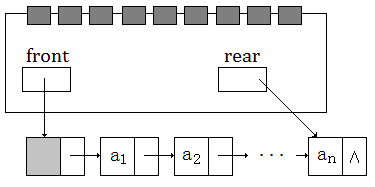 front rear
a1 a2 · · · an ∧